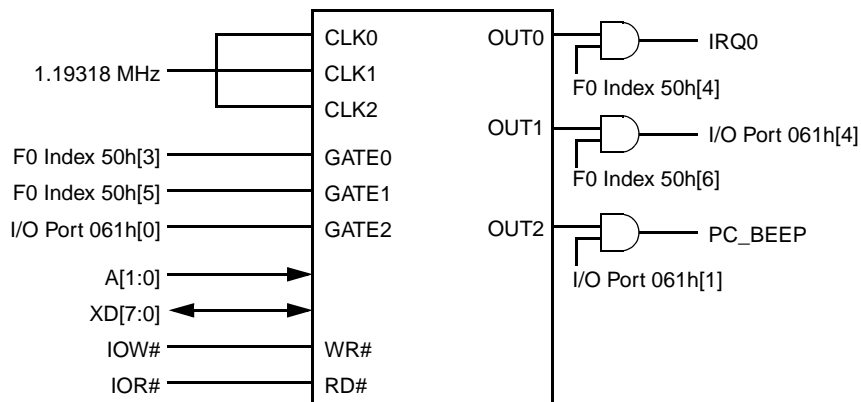 CLK0 OUT0 IRQ0
1.19318 MHz CLK1
F0 Index 50h[4]
CLK2
OUT1 I/O Port 061h[4]
F0 Index 50h[3] GATE0
F0 Index 50h[6]
F0 Index 50h[5] GATE1
I/O Port 061h[0] GATE2 OUT2 PC_BEEP
A[1:0] I/O Port 061h[1]
XD[7:0]
IOW# WR#
IOR# RD#